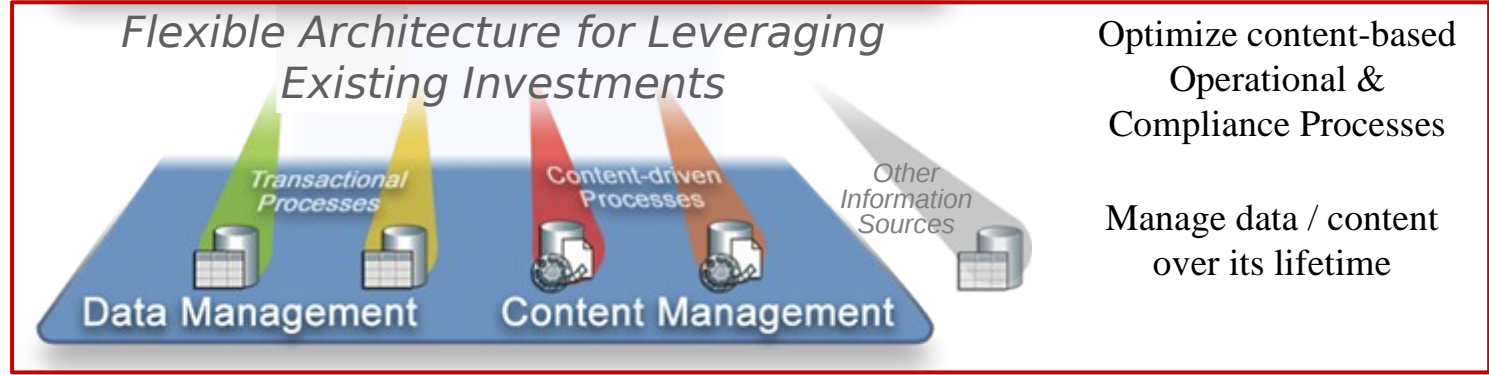 Flexible Architecture for Leveraging
Existing Investments
Transactional
Processes
Content-driven
Processes
Other
Information
Sources
Data Management
Content Management
Optimize content-based
Operational &
Compliance Processes
Manage data / content
over its lifetime